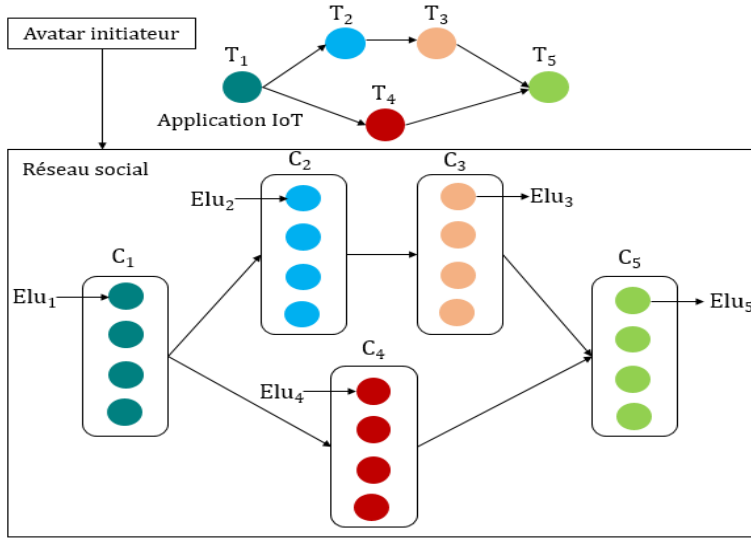 Avatar initiateur
T₁
T₂
T₃
T₄
T₅
Application IoT
Réseau social
C₁
C₂
C₃
C₄
C₅
Elu₁
Elu₂
Elu₃
Elu₄
Elu₅